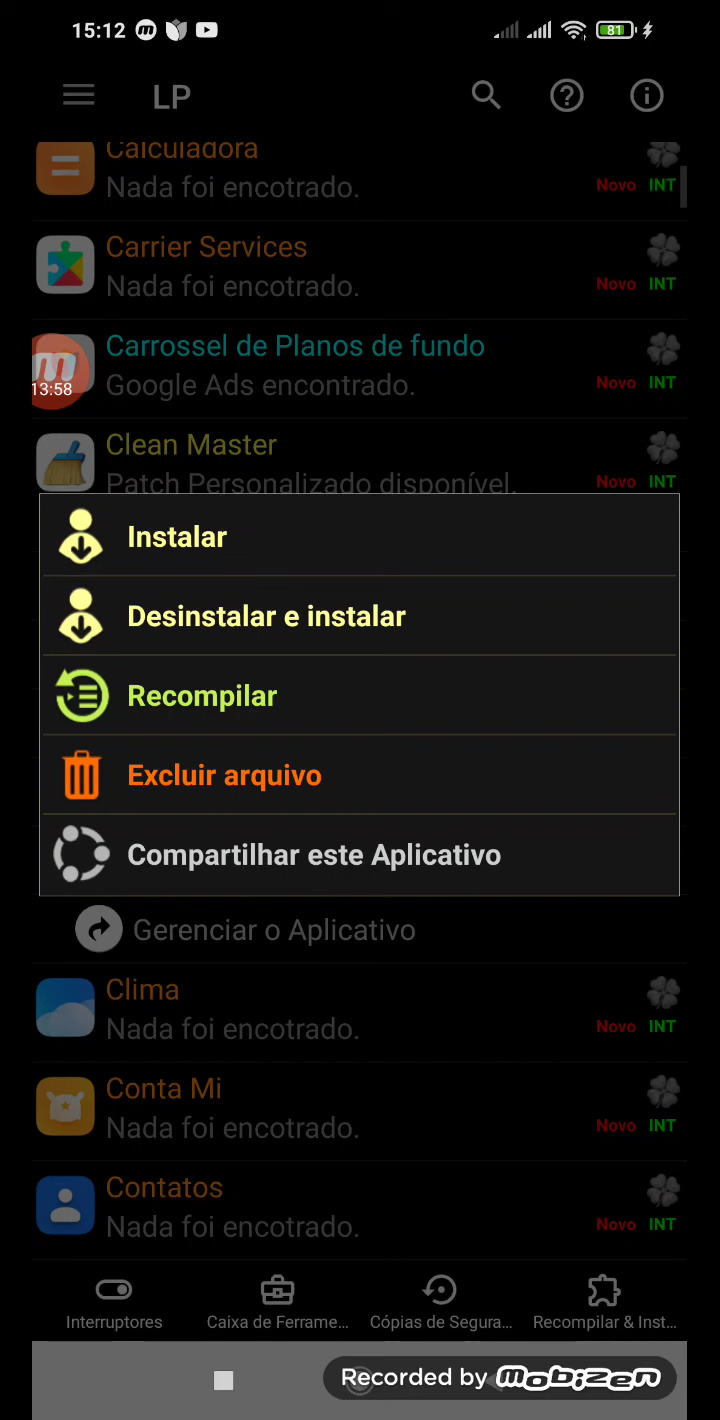 15:12
81
LP
Calculadora
Nada foi encotrado.
Novo INT
Carrier Services
Nada foi encotrado.
Novo INT
Carrossel de Planos de fundo
13:58
Google Ads encontrado.
Novo INT
Clean Master
Patch Personalizado disponível.
Novo INT
Instalar
Desinstalar e instalar
Recompilar
Excluir arquivo
Compartilhar este Aplicativo
Gerenciar o Aplicativo
Clima
Nada foi encotrado.
Novo INT
Conta Mi
Nada foi encotrado.
Novo INT
Contatos
Nada foi encotrado.
Novo INT
Interruptores
Caixa de Ferrame...
Cópias de Segura...
Recompilar & Inst...
Recorded by mobizen